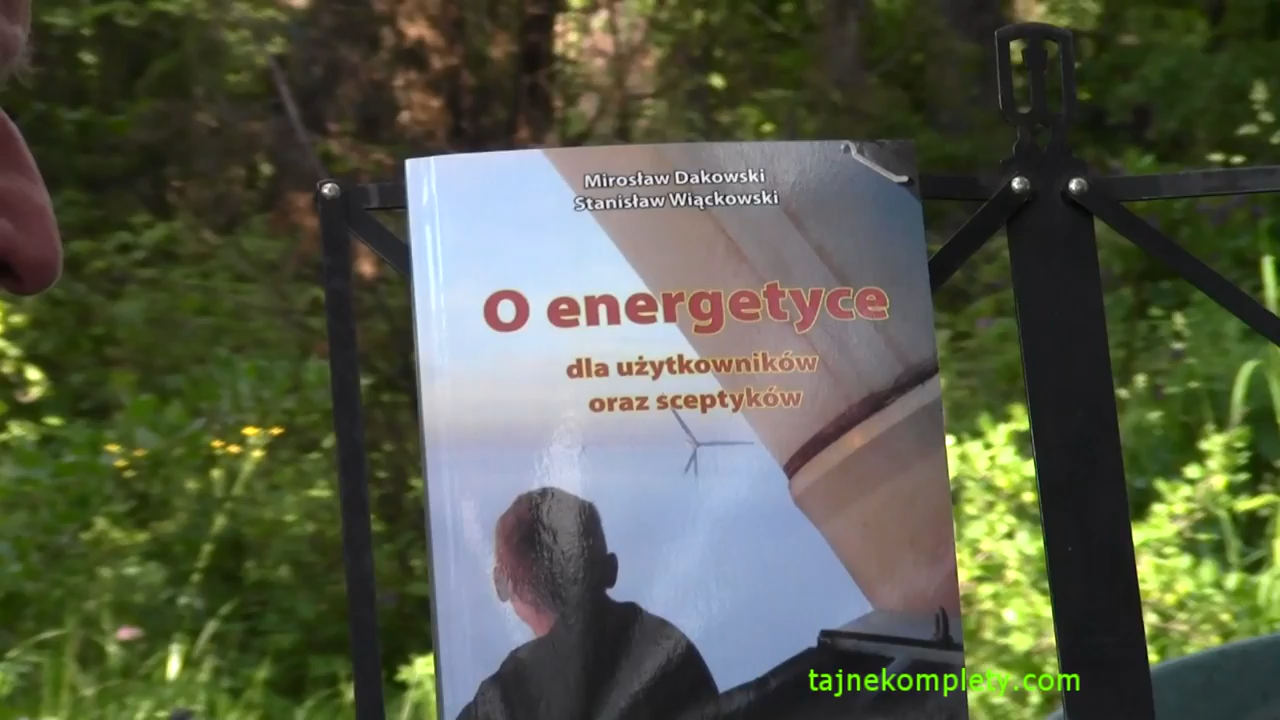 Mirosław Dakowski
Stanisław Wiąckowski
O energetyce
dla użytkowników
oraz sceptyków
tajnekomplety.com